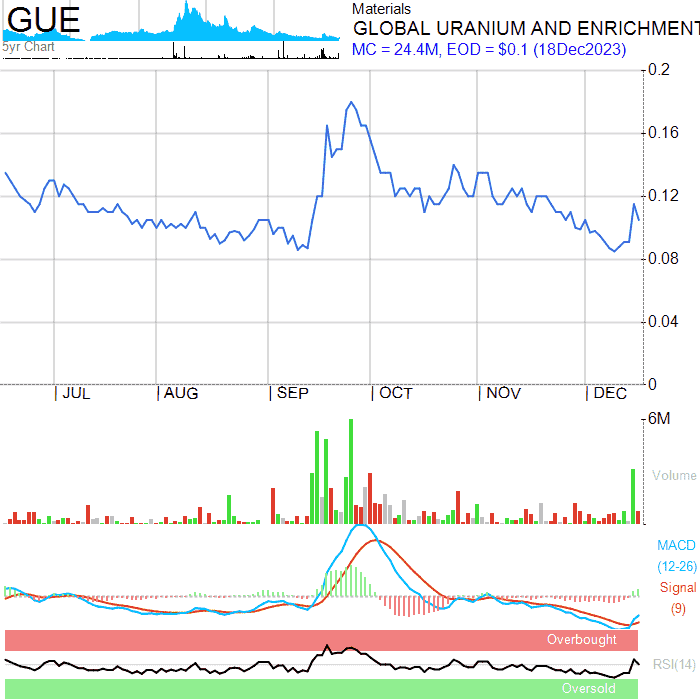 GUE
5yr Chart
Materials
GLOBAL URANIUM AND ENRICHMENT
MC = 24.4M, EOD = $0.1 (18Dec2023)
0.2
0.16
0.12
0.08
0.04
0
| JUL | AUG | SEP | OCT | NOV | DEC
6M
Volume
MACD
(12-26)
Signal
(9)
Overbought
RSI(14)
Oversold